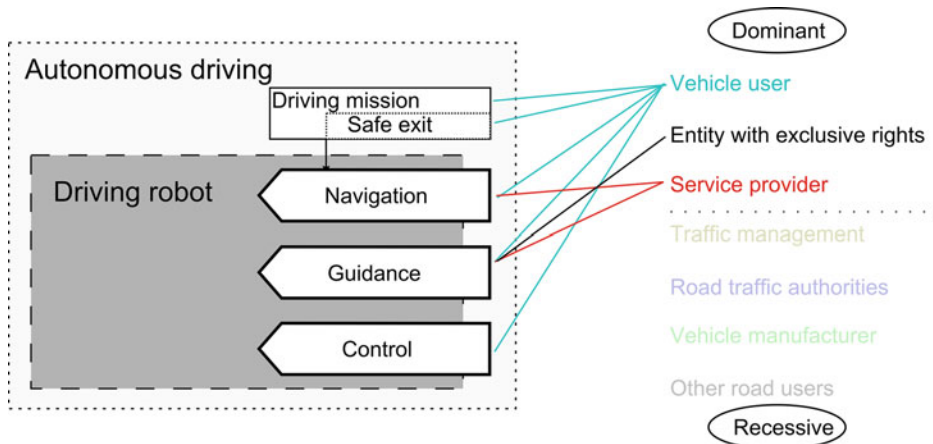 Dominant
Autonomous driving
Driving mission
Safe exit
Driving robot
Navigation
Guidance
Control
Vehicle user
Entity with exclusive rights
Service provider
Traffic management
Road traffic authorities
Vehicle manufacturer
Other road users
Recessive